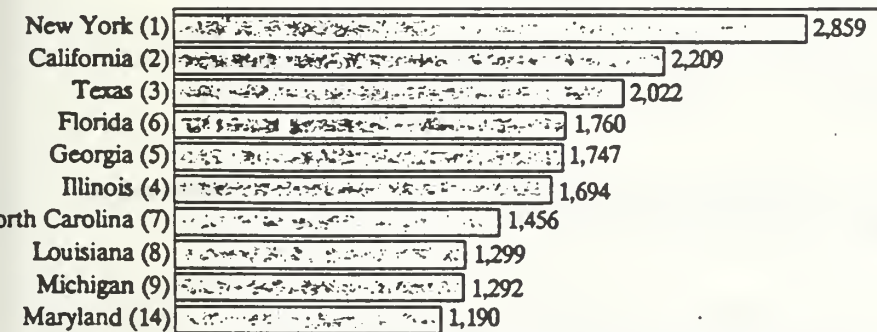 New York (1) 2,859
California (2) 2,209
Texas (3) 2,022
Florida (6) 1,760
Georgia (5) 1,747
Illinois (4) 1,694
orth Carolina (7) 1,456
Louisiana (8) 1,299
Michigan (9) 1,292
Maryland (14) 1,190